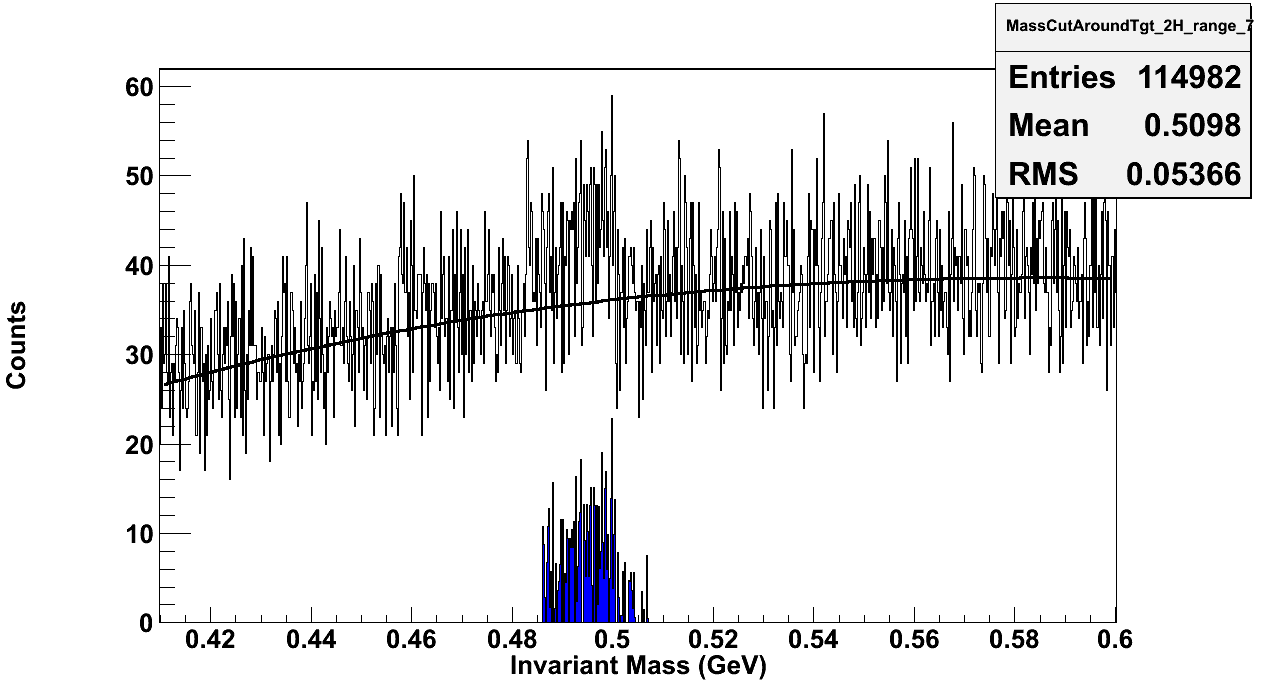 MassCutAroundTgt_2H_range_7
Entries 114982
Mean 0.5098
RMS 0.05366
60
50
40
30
20
10
0
Counts
0.42 0.44 0.46 0.48 0.5 0.52 0.54 0.56 0.58 0.6
Invariant Mass (GeV)